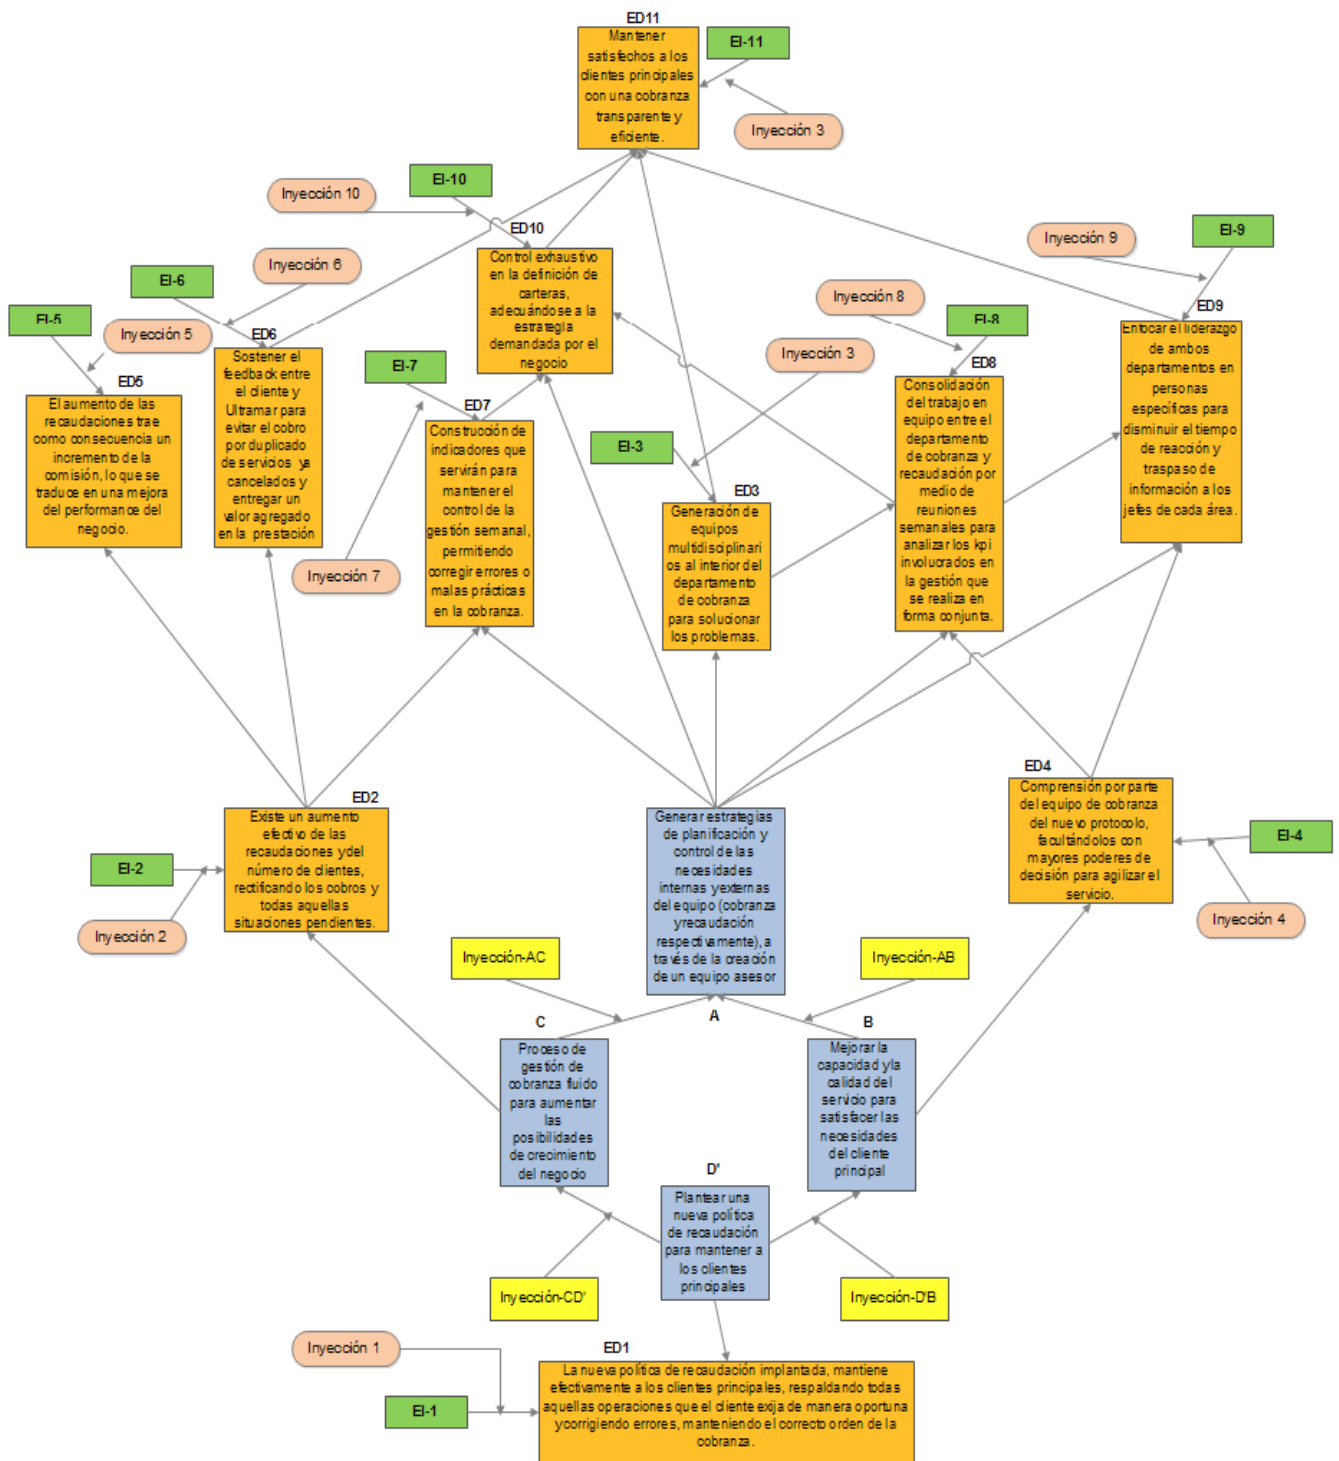 ED11
Mantener
satisfechos a los
clientes principales
con una cobranza
transparente y
eficiente.
EI-11
Inyección 3
Inyección 10
EI-10
ED10
Control exhaustivo
en la definición de
carteras,
adecuándose a la
estrategia
demandada por el
negocio
Inyección 9
EI-9
ED9
Enfocar el liderazgo
de ambos
departamentos en
personas
específicas para
disminuir el tiempo
de reacción y
traspaso de
información a los
jefes de cada área.
Inyección 6
EI-6
ED6
Sostener el
feedback entre
el cliente y
Ultramar para
evitar el cobro
por duplicado
de servicios ya
cancelados y
entregar un
valor agregado
en la prestación
EI-5
Inyección 5
ED5
El aumento de las
recaudaciones trae
como consecuencia un
incremento de la
comisión, lo que se
traduce en una mejora
del performance del
negocio.
EI-7
ED7
Construcción de
indicadores que
servirán para
mantener el
control de la
gestión semanal,
permitiendo
corregir errores o
malas prácticas
en la cobranza.
Inyección 7
Inyección 3
EI-3
ED3
Generación de
equipos
multidisciplinari
os al interior del
departamento
de cobranza
para solucionar
los problemas.
Inyección 8
EI-8
ED8
Consolidación
del trabajo en
equipo entre el
departamento
de cobranza y
recaudación por
medio de
reuniones
semanales para
analizar los kpi
involucrados en
la gestión que
se realiza en
forma conjunta.
ED2
Existe un aumento
efectivo de las
recaudaciones y del
número de clientes,
rectificando los cobros y
todas aquellas
situaciones pendientes.
EI-2
Inyección 2
Generar estrategias
de planificación y
control de las
necesidades
internas y externas
del equipo (cobranza
y recaudación
respectivamente), a
través de la creación
de un equipo asesor
A
ED4
Comprensión por parte
del equipo de cobranza
del nuevo protocolo,
facultándolos con
mayores poderes de
decisión para agilizar el
servicio.
EI-4
Inyección 4
Inyección-AC
Inyección-AB
C
Proceso de
gestión de
cobranza fluido
para aumentar
las
posibilidades
de crecimiento
del negocio
B
Mejorar la
capacidad y la
calidad del
servicio para
satisfacer las
necesidades
del cliente
principal
D'
Plantear una
nueva política
de recaudación
para mantener a
los clientes
principales
Inyección-CD'
Inyección-D'B
Inyección 1
EI-1
ED1
La nueva política de recaudación implantada, mantiene
efectivamente a los clientes principales, respaldando todas
aquellas operaciones que el cliente exija de manera oportuna
y corrigiendo errores, manteniendo el correcto orden de la
cobranza.